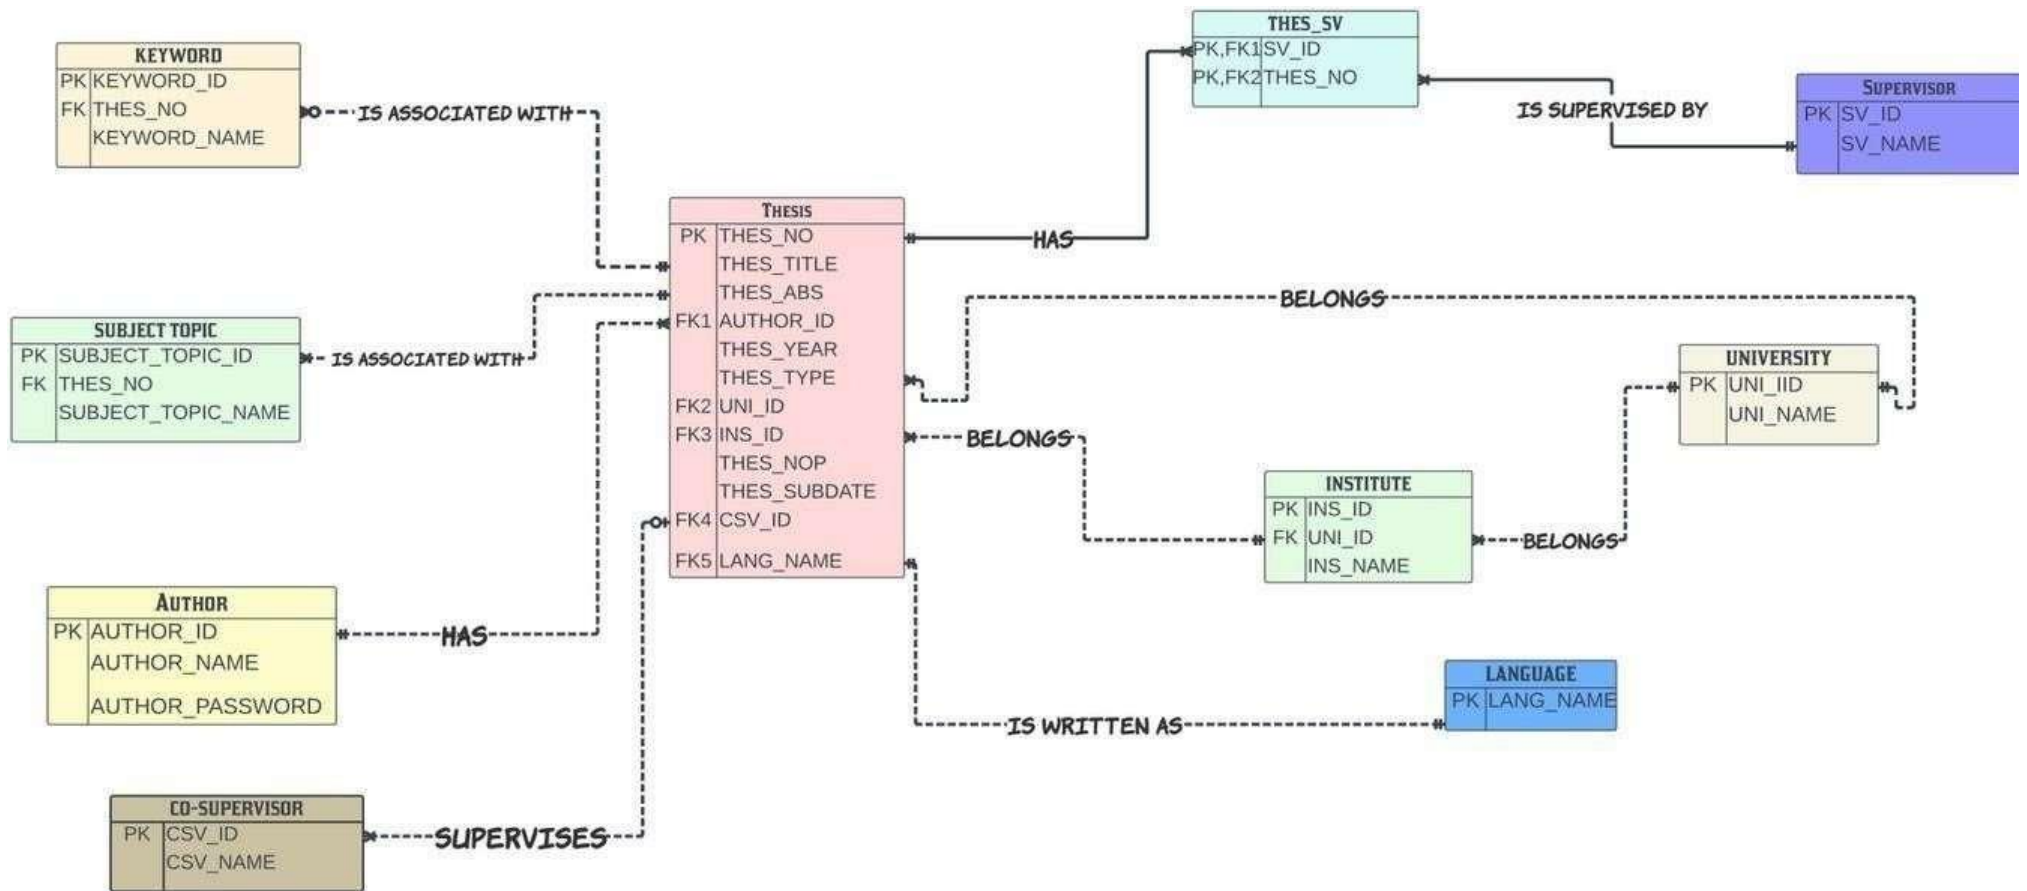 KEYWORD
PK KEYWORD_ID
FK THES_NO
KEYWORD_NAME
IS ASSOCIATED WITH
THES_SV
PK,FK1 SV_ID
PK,FK2 THES_NO
IS SUPERVISED BY
SUPERVISOR
PK SV_ID
SV_NAME
THESIS
PK THES_NO
THES_TITLE
THES_ABS
FK1 AUTHOR_ID
THES_YEAR
THES_TYPE
FK2 UNI_ID
FK3 INS_ID
THES_NOP
THES_SUBDATE
FK4 CSV_ID
FK5 LANG_NAME
HAS
BELONGS
SUBJECT TOPIC
PK SUBJECT_TOPIC_ID
FK THES_NO
SUBJECT_TOPIC_NAME
IS ASSOCIATED WITH
UNIVERSITY
PK UNI_IID
UNI_NAME
BELONGS
INSTITUTE
PK INS_ID
FK UNI_ID
INS_NAME
BELONGS
AUTHOR
PK AUTHOR_ID
AUTHOR_NAME
AUTHOR_PASSWORD
HAS
LANGUAGE
PK LANG_NAME
IS WRITTEN AS
CO-SUPERVISOR
PK CSV_ID
CSV_NAME
SUPERVISES